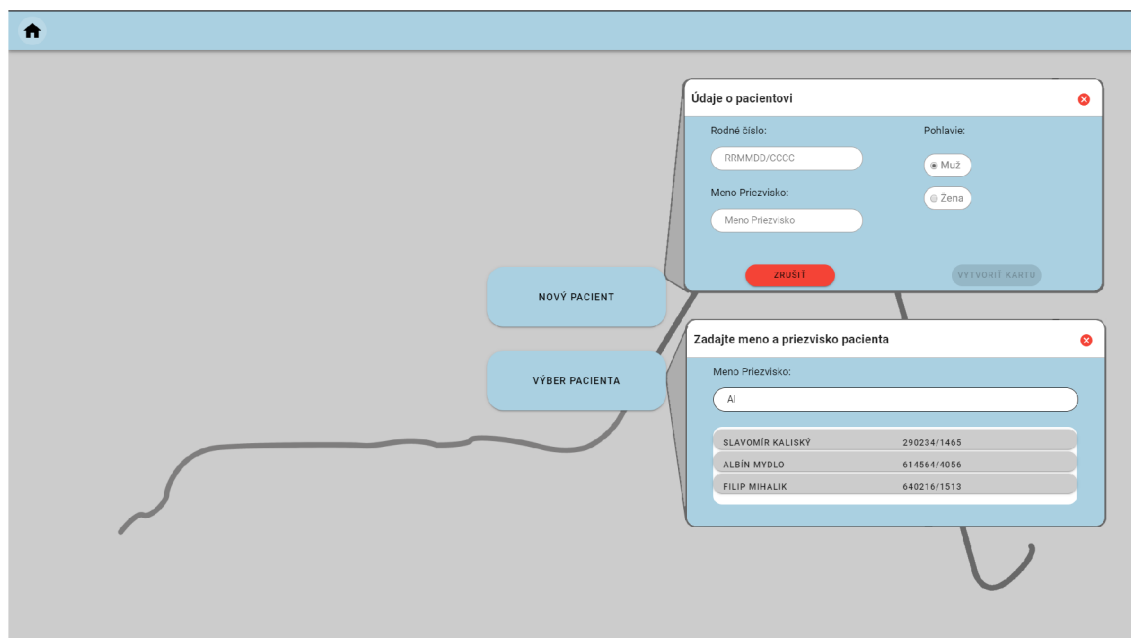 Údaje o pacientovi
Rodné číslo:
RRMMDD/CCCC
Meno Priezvisko:
Meno Priezvisko
Pohlavie:
Muž
Žena
ZRUŠIŤ
VYTVORIŤ KARTU
NOVÝ PACIENT
VÝBER PACIENTA
Zadajte meno a priezvisko pacienta
Meno Priezvisko:
Al
SLAVOMÍR KALISKÝ 290234/1465
ALBÍN MYDLO 614564/4056
FILIP MIHALIK 640216/1513